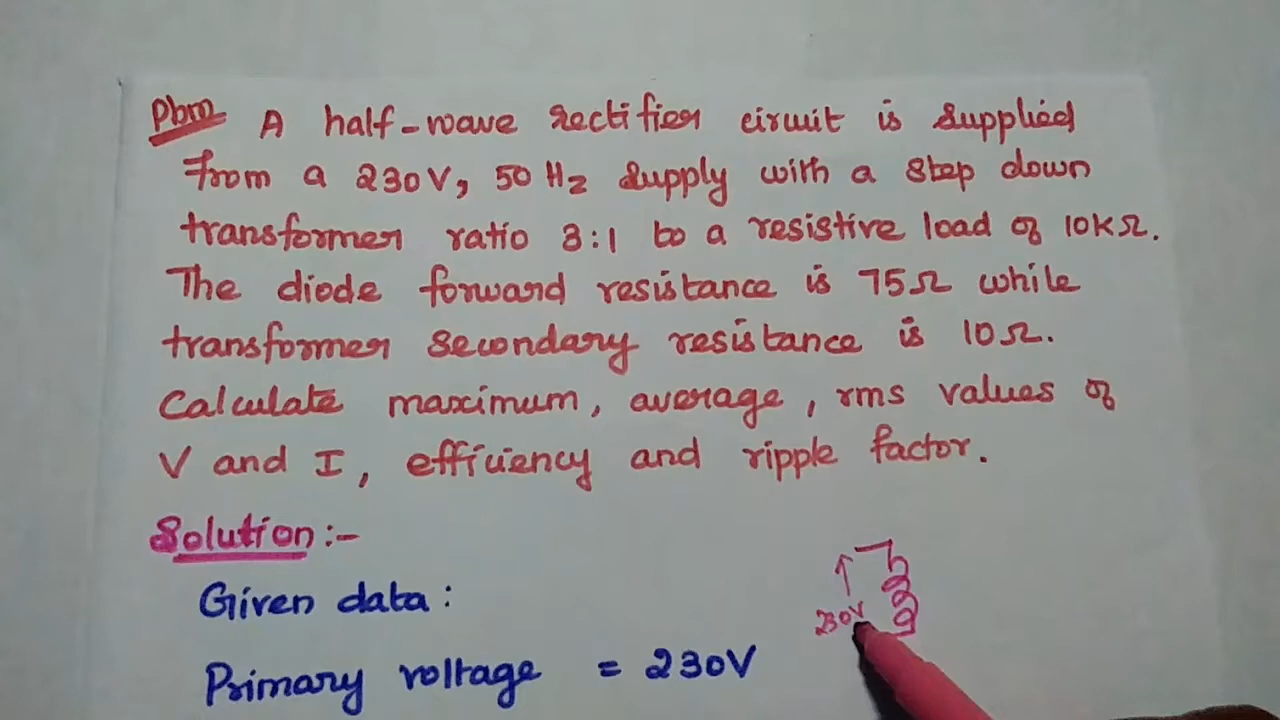 Pbm A half-wave rectifier circuit is supplied
from a 230V, 50 Hz supply with a step down
transformer ratio 3:1 to a resistive load of 10KΩ.
The diode forward resistance is 75Ω while
transformer secondary resistance is 10Ω.
Calculate maximum, average, rms values of
V and I, efficiency and ripple factor.
Solution:-
Given data:
230V
Primary voltage = 230V